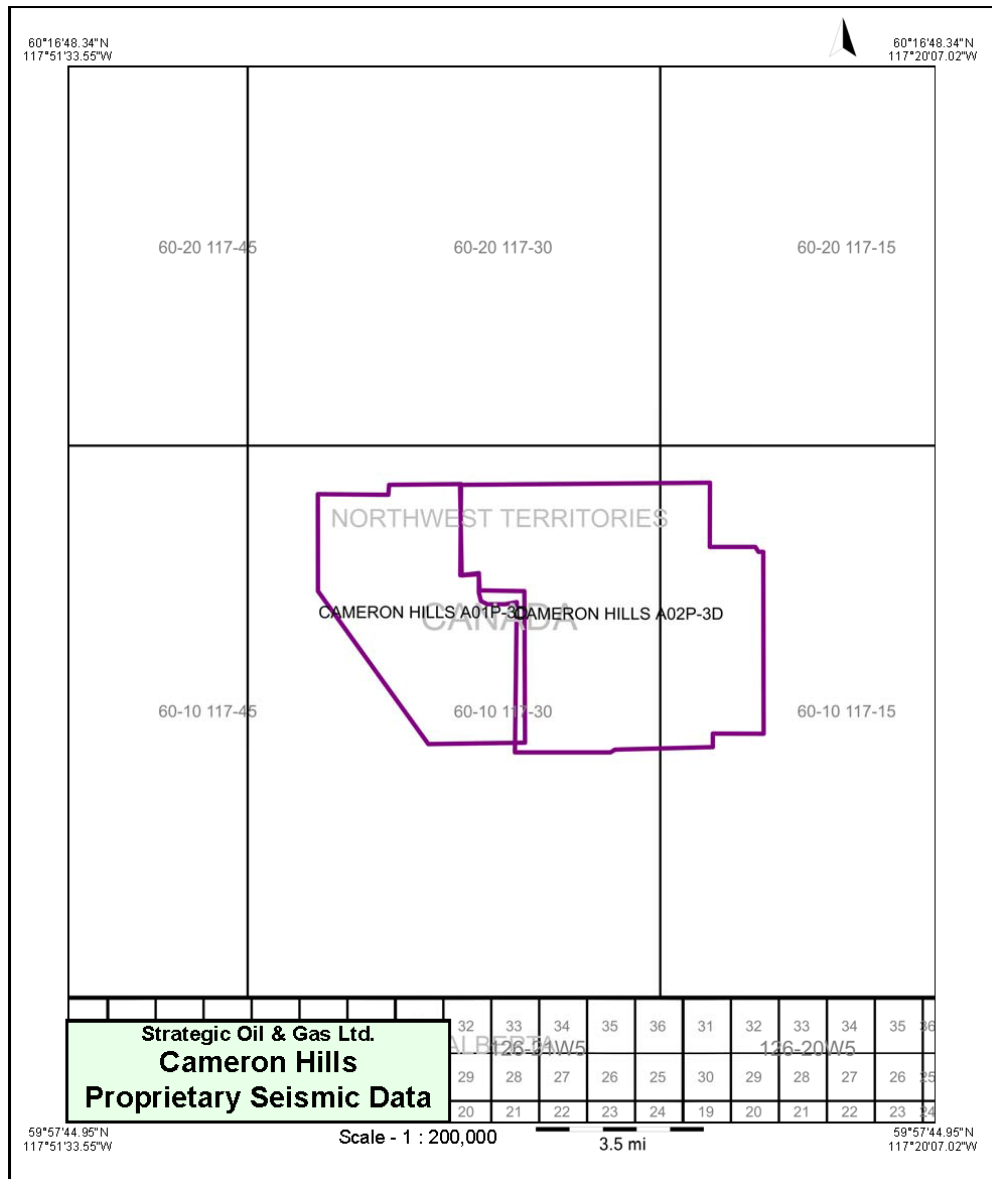 60°16'48.34"N
117°51'33.55"W
60°16'48.34"N
117°20'07.02"W
60-20 117-45
60-20 117-30
60-20 117-15
NORTHWEST TERRITORIES
CANADA
CAMERON HILLS A01P-3D
CAMERON HILLS A02P-3D
60-10 117-45
60-10 117-30
60-10 117-15
32 33 34 35 36 31 32 33 34 35 36
ALBERTA
126-21W5
126-20W5
29 28 27 26 25 30 29 28 27 26 25
20 21 22 23 24 19 20 21 22 23 24
Strategic Oil & Gas Ltd.
Cameron Hills
Proprietary Seismic Data
59°57'44.95"N
117°51'33.55"W
Scale - 1 : 200,000
3.5 mi
59°57'44.95"N
117°20'07.02"W